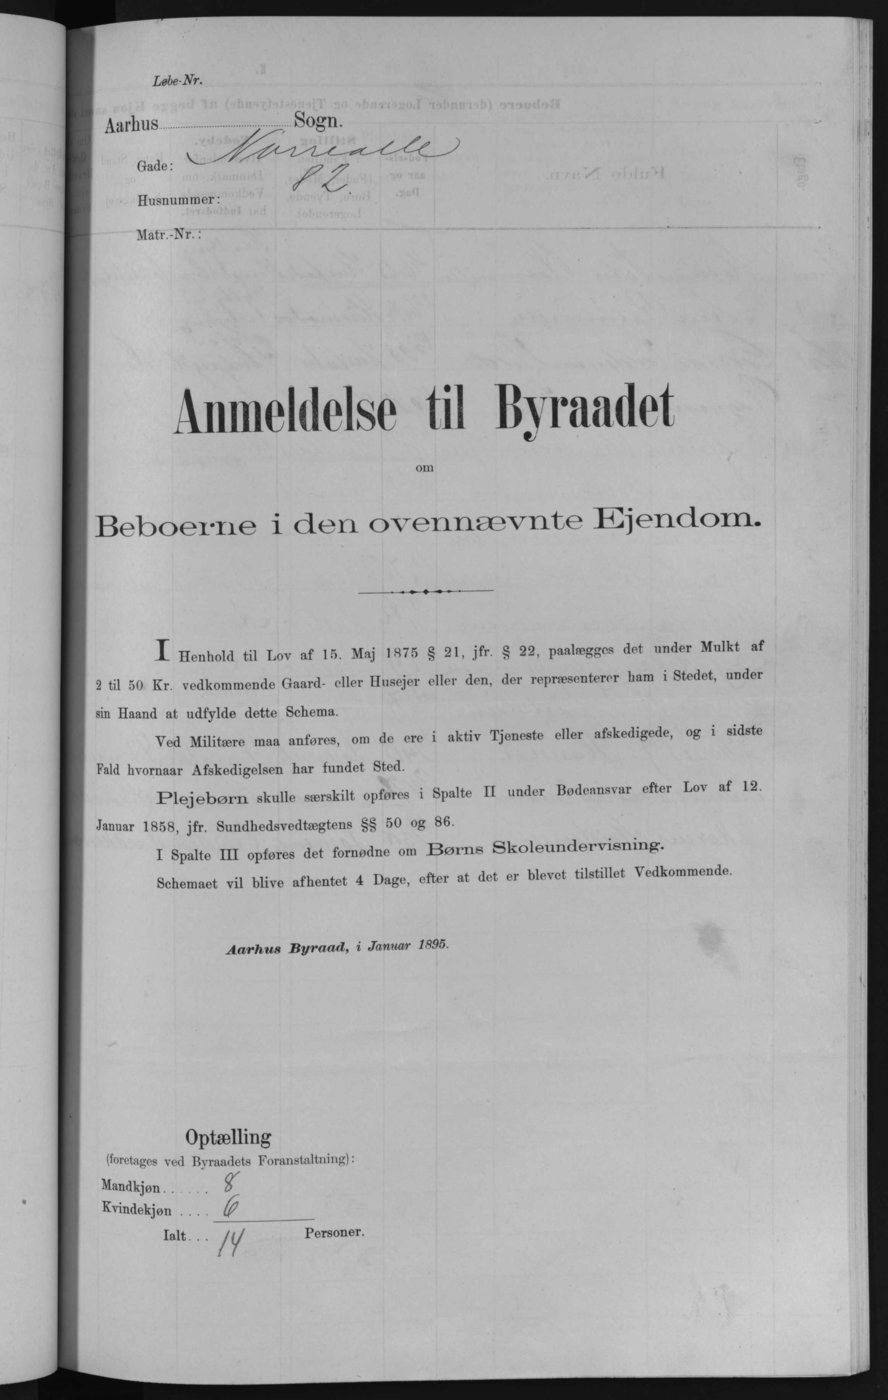 Løbe-Nr.
Aarhus Sogn.
Gade: Norreallé
Husnummer: 82
Matr.-Nr.:
Anmeldelse til Byraadet
om
Beboerne i den ovennævnte Ejendom.
I Henhold til Lov af 15. Maj 1875 § 21, jfr. § 22, paalægges det under Mulkt af
2 til 50 Kr. vedkommende Gaard- eller Husejer eller den, der repræsenterer ham i Stedet, under
sin Haand at udfylde dette Schema.
Ved Militære maa anføres, om de ere i aktiv Tjeneste eller afskedigede, og i sidste
Fald hvornaar Afskedigelsen har fundet Sted.
Plejebørn skulle særskilt opføres i Spalte II under Bødeansvar efter Lov af 12.
Januar 1858, jfr. Sundhedsvedtægtens §§ 50 og 86.
I Spalte III opføres det fornødne om Børns Skoleundervisning.
Schemaet vil blive afhentet 4 Dage, efter at det er blevet tilstillet Vedkommende.
Aarhus Byraad, i Januar 1895.
Optælling
(foretages ved Byraadets Foranstaltning):
Mandkjøn...... 8
Kvindekjøn .... 6
Ialt... 14 Personer.